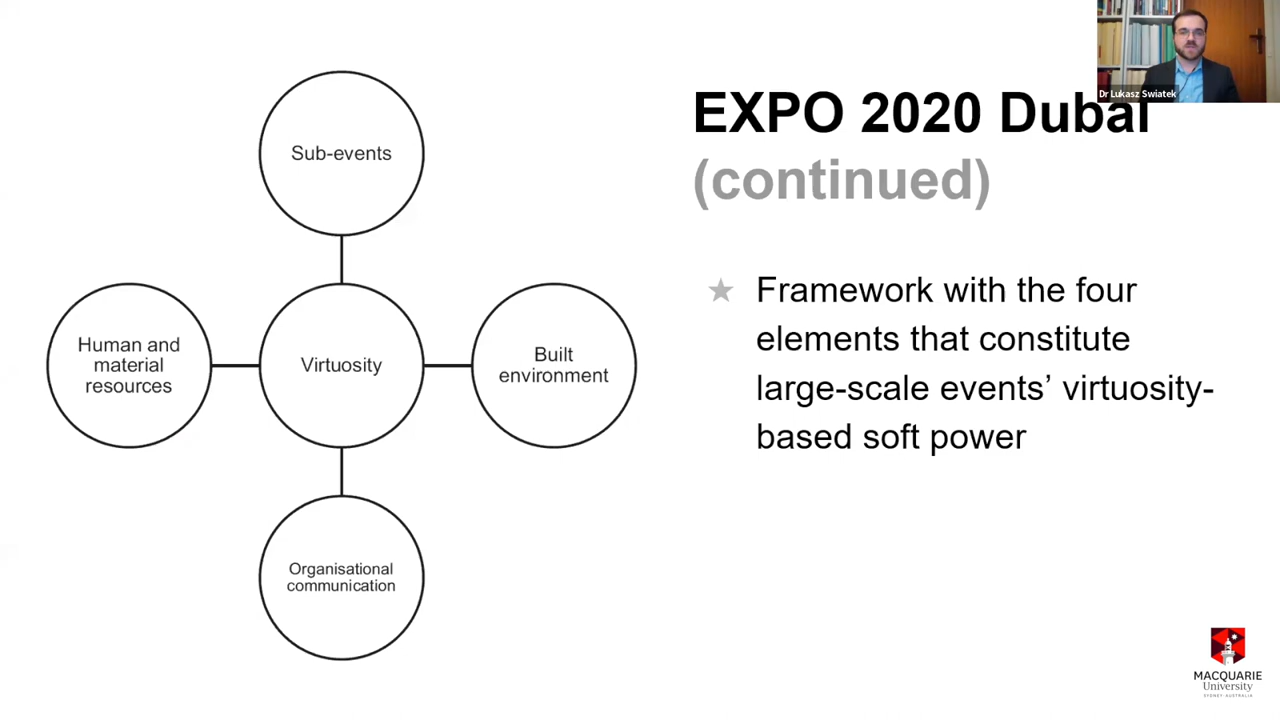 Dr Lukasz Swiatek
EXPO 2020 Dubai
(continued)
Framework with the four
elements that constitute
large-scale events’ virtuosity-
based soft power
Sub-events
Human and
material
resources
Virtuosity
Built
environment
Organisational
communication
MACQUARIE
University
SYDNEY·AUSTRALIA